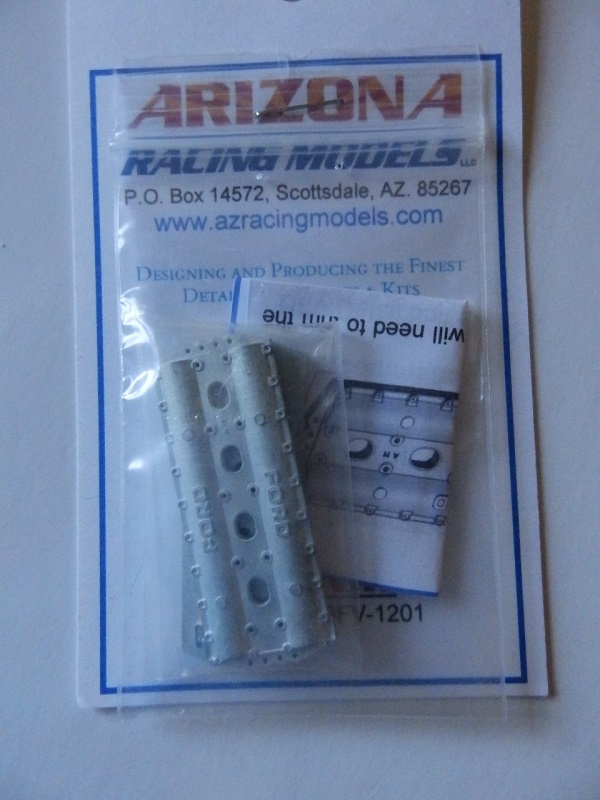 ARIZONA
RACING MODELS LLC
P.O. Box 14572, Scottsdale, AZ. 85267
www.azracingmodels.com
DESIGNING AND PRODUCING THE FINEST
KITS
will need to trim the
FORD
FORD
-1201